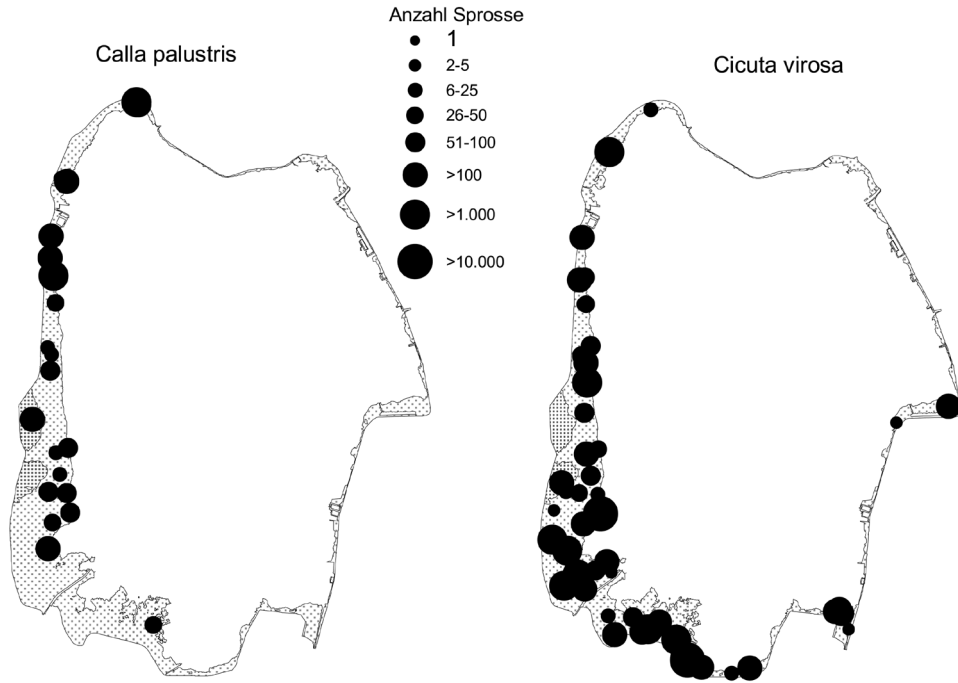 Anzahl Sprosse
Calla palustris
Cicuta virosa
1
2-5
6-25
26-50
51-100
>100
>1.000
>10.000